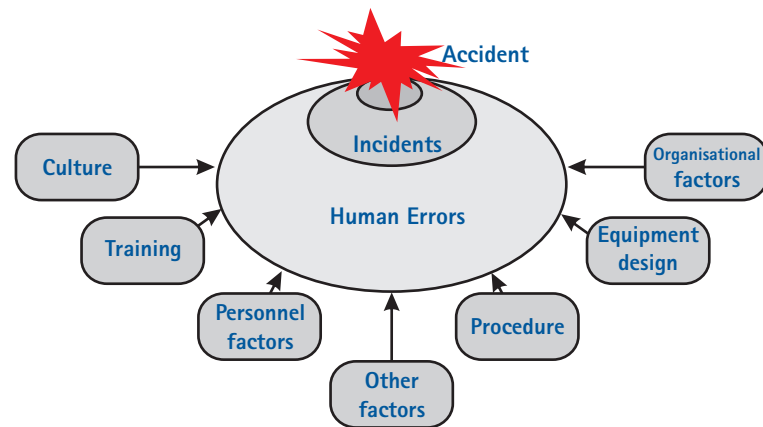 Accident
Incidents
Human Errors
Culture
Training
Personnel
factors
Other
factors
Procedure
Equipment
design
Organisational
factors